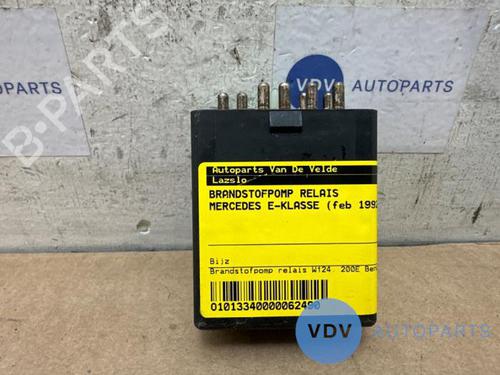 VDV AUTOPARTS
B-PARTS
Autoparts Van De Velde
Lazslo
BRANDSTOFPOMP RELAIS
MERCEDES E-KLASSE (feb 199
Bijz
Brandstofpomp relais W124 200E Ben
VDV AUTOPARTS